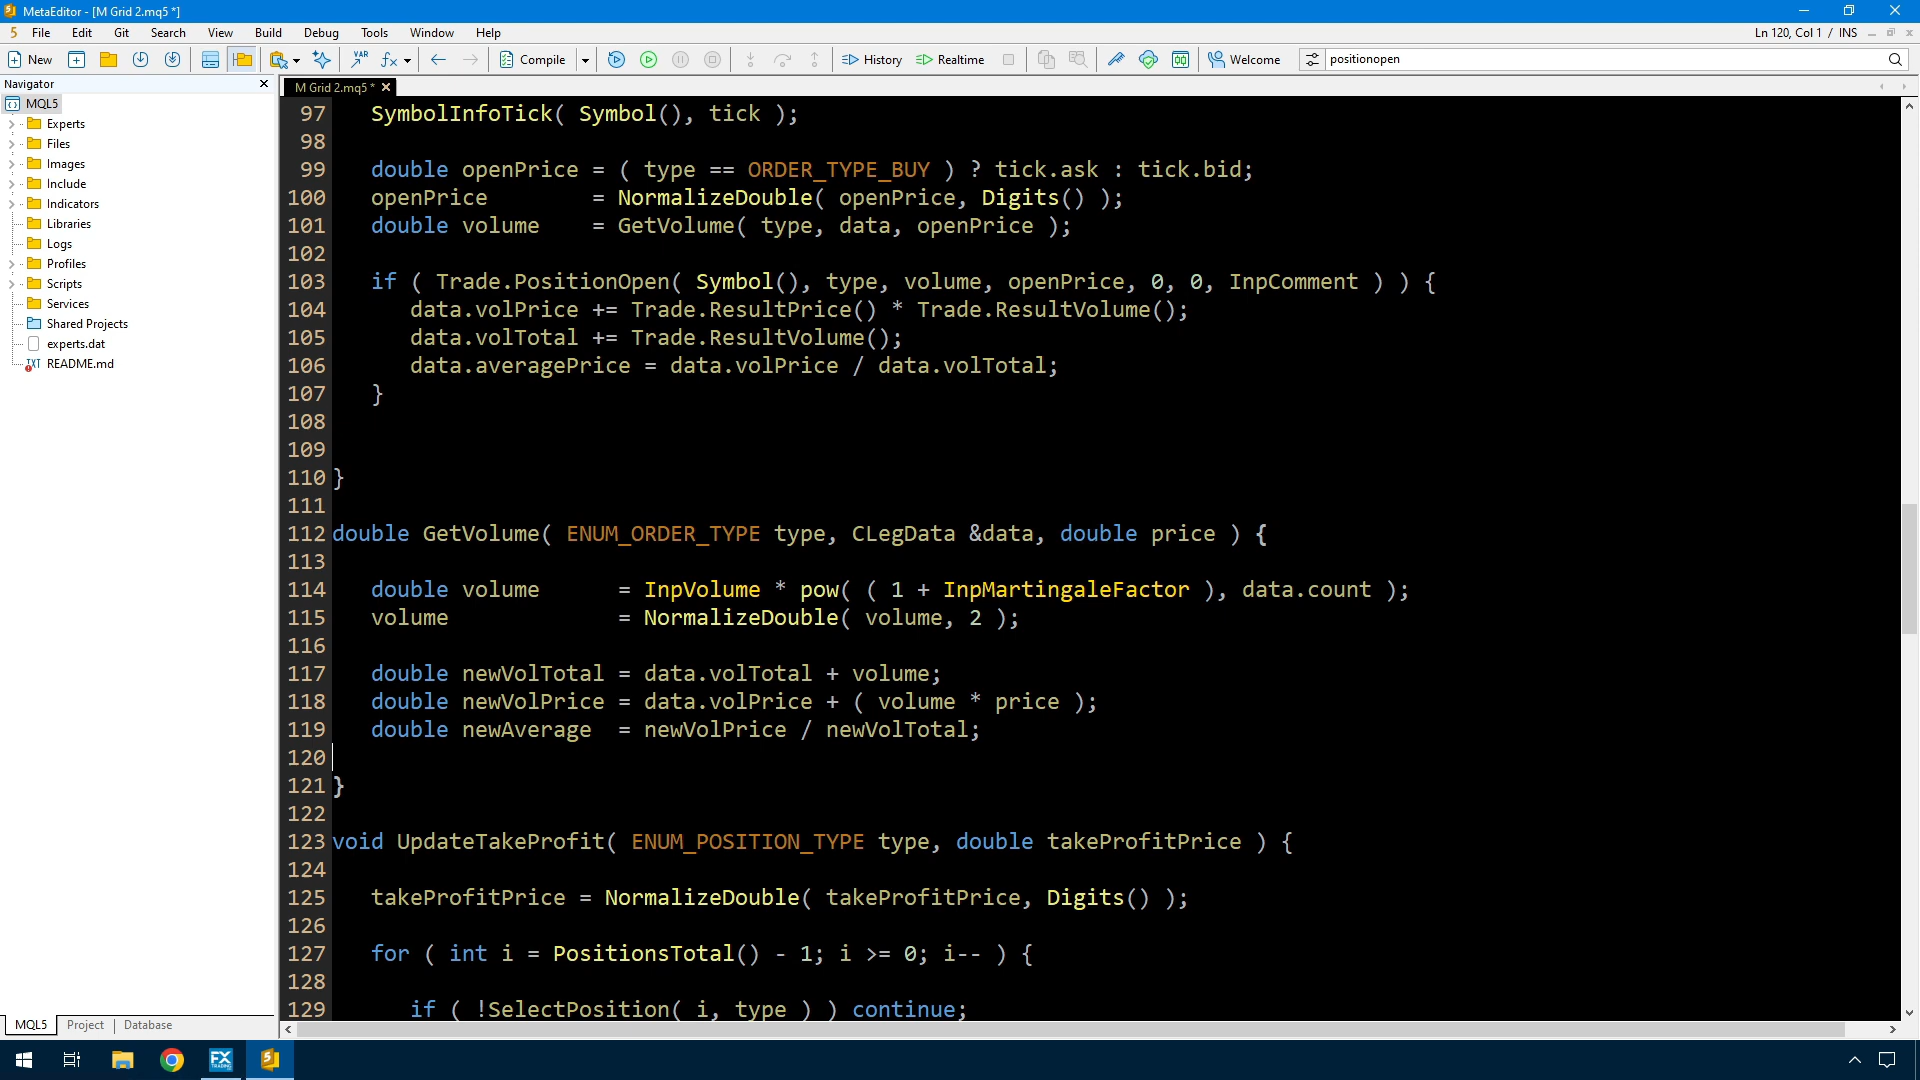 MetaEditor - [M Grid 2.mq5 *]
5 File Edit Git Search View Build Debug Tools Window Help
Ln 120, Col 1 / INS
New Compile History Realtime Welcome positionopen
Navigator
MQL5
Experts
Files
Images
Include
Indicators
Libraries
Logs
Profiles
Scripts
Services
Shared Projects
experts.dat
README.md
MQL5 Project Database
M Grid 2.mq5 *
97 SymbolInfoTick( Symbol(), tick );
98
99 double openPrice = ( type == ORDER_TYPE_BUY ) ? tick.ask : tick.bid;
100 openPrice = NormalizeDouble( openPrice, Digits() );
101 double volume = GetVolume( type, data, openPrice );
102
103 if ( Trade.PositionOpen( Symbol(), type, volume, openPrice, 0, 0, InpComment ) ) {
104 data.volPrice += Trade.ResultPrice() * Trade.ResultVolume();
105 data.volTotal += Trade.ResultVolume();
106 data.averagePrice = data.volPrice / data.volTotal;
107 }
108
109
110 }
111
112 double GetVolume( ENUM_ORDER_TYPE type, CLegData &data, double price ) {
113
114 double volume = InpVolume * pow( ( 1 + InpMartingaleFactor ), data.count );
115 volume = NormalizeDouble( volume, 2 );
116
117 double newVolTotal = data.volTotal + volume;
118 double newVolPrice = data.volPrice + ( volume * price );
119 double newAverage = newVolPrice / newVolTotal;
120
121 }
122
123 void UpdateTakeProfit( ENUM_POSITION_TYPE type, double takeProfitPrice ) {
124
125 takeProfitPrice = NormalizeDouble( takeProfitPrice, Digits() );
126
127 for ( int i = PositionsTotal() - 1; i >= 0; i-- ) {
128
129 if ( !SelectPosition( i, type ) ) continue;